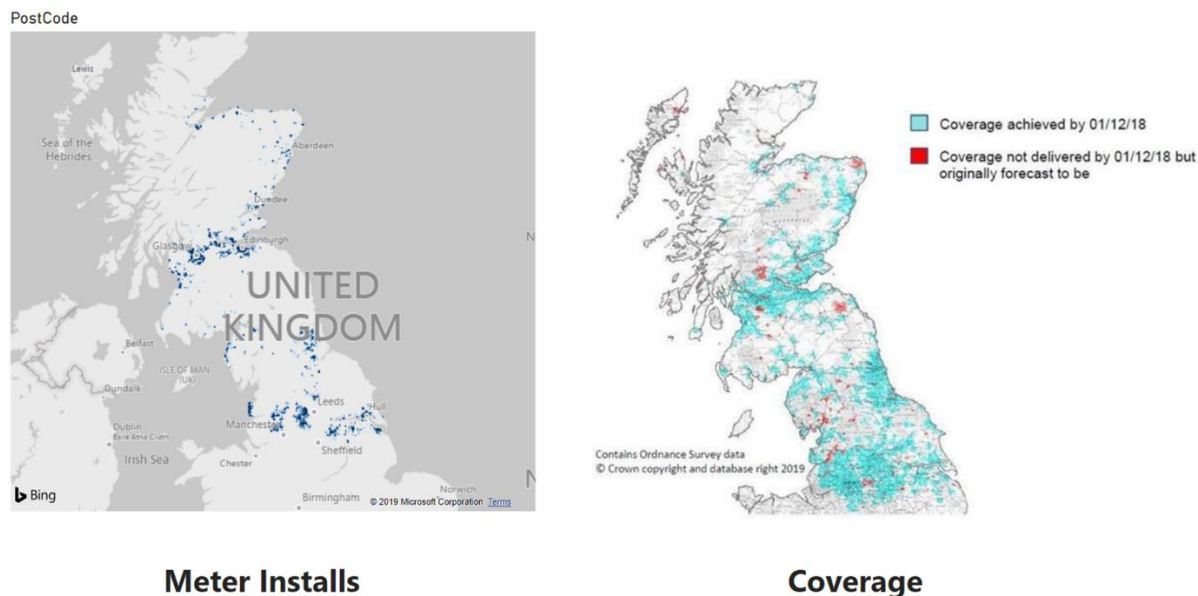 PostCode
Lewis
Sea of the
Hebrides
Aberdeen
Dundee
Glasgow
Edinburgh
N
UNITED
KINGDOM
Belfast
ISLE OF MAN
(UK)
Dundalk
Leeds
Hull
Manchester
Dublin
Baile Átha Cliath
Irish Sea
Sheffield
Chester
N
Norwich
Birmingham
Bing
© 2019 Microsoft Corporation Terms
Meter Installs
Coverage achieved by 01/12/18
Coverage not delivered by 01/12/18 but
originally forecast to be
Contains Ordnance Survey data
© Crown copyright and database right 2019
Coverage